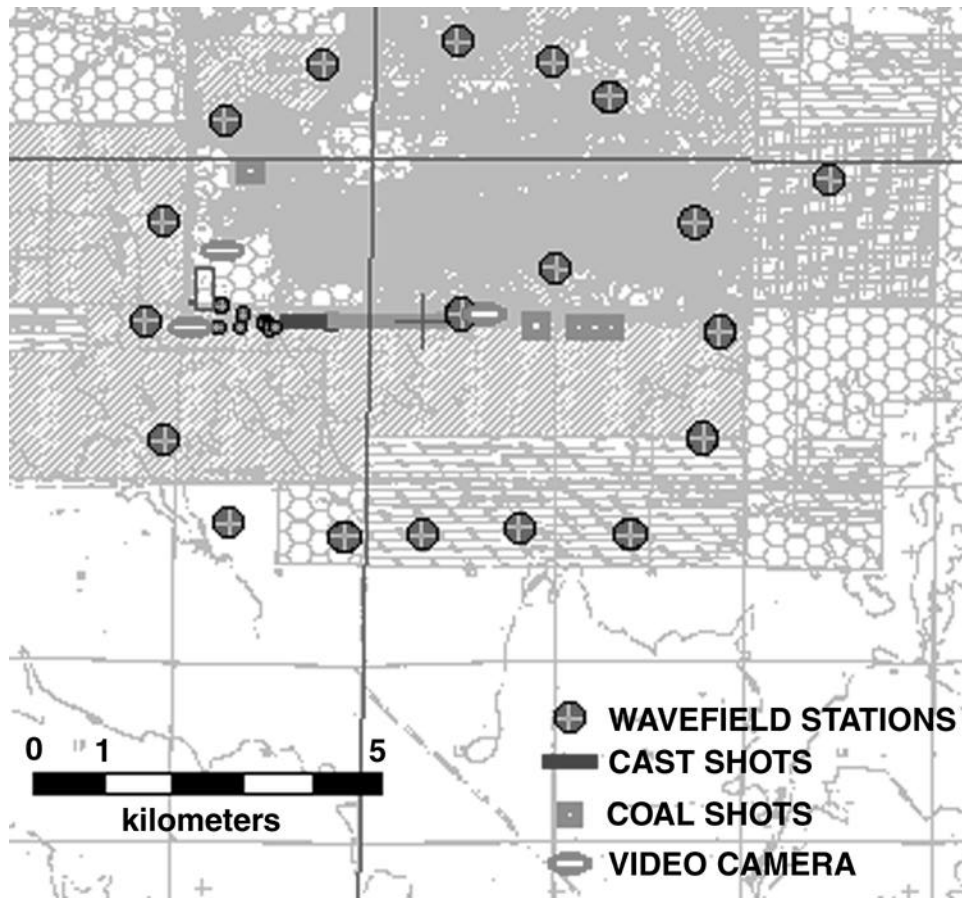 WAVEFIELD STATIONS
0 1 5
CAST SHOTS
kilometers
COAL SHOTS
VIDEO CAMERA